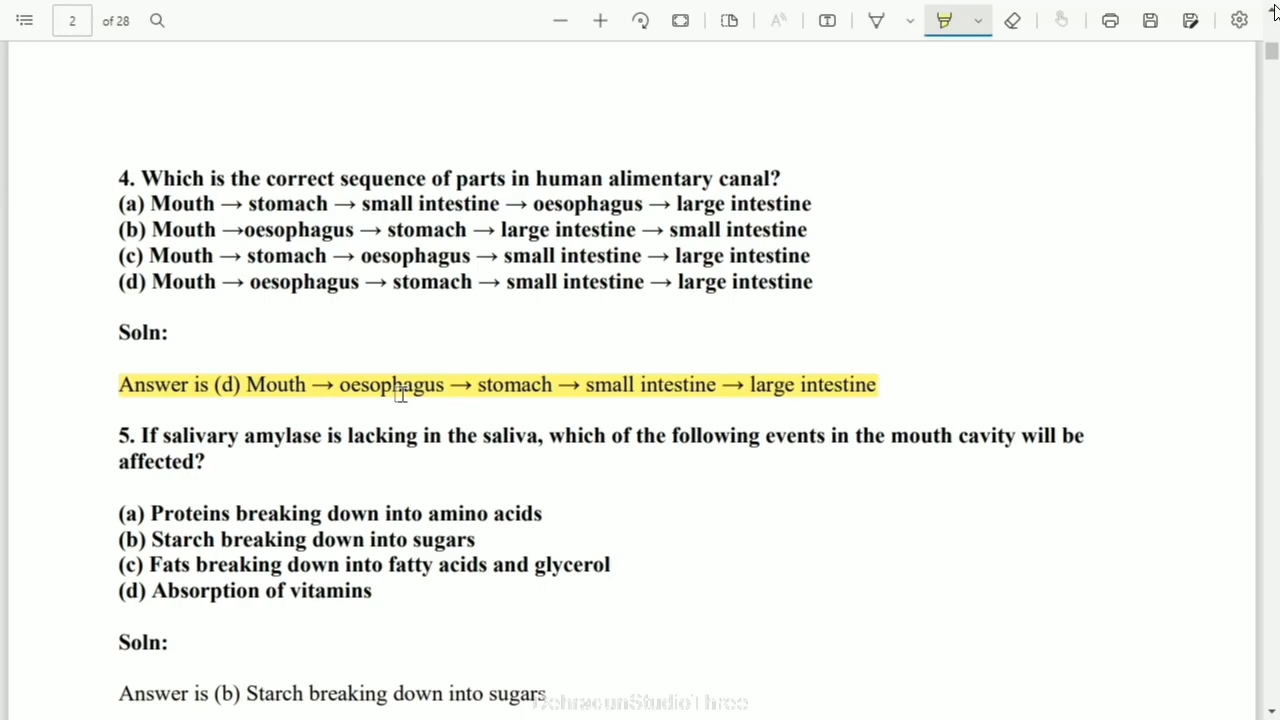 2 of 28
4. Which is the correct sequence of parts in human alimentary canal?
(a) Mouth → stomach → small intestine → oesophagus → large intestine
(b) Mouth →oesophagus → stomach → large intestine → small intestine
(c) Mouth → stomach → oesophagus → small intestine → large intestine
(d) Mouth → oesophagus → stomach → small intestine → large intestine
Soln:
Answer is (d) Mouth → oesophagus → stomach → small intestine → large intestine
5. If salivary amylase is lacking in the saliva, which of the following events in the mouth cavity will be
affected?
(a) Proteins breaking down into amino acids
(b) Starch breaking down into sugars
(c) Fats breaking down into fatty acids and glycerol
(d) Absorption of vitamins
Soln:
Answer is (b) Starch breaking down into sugars